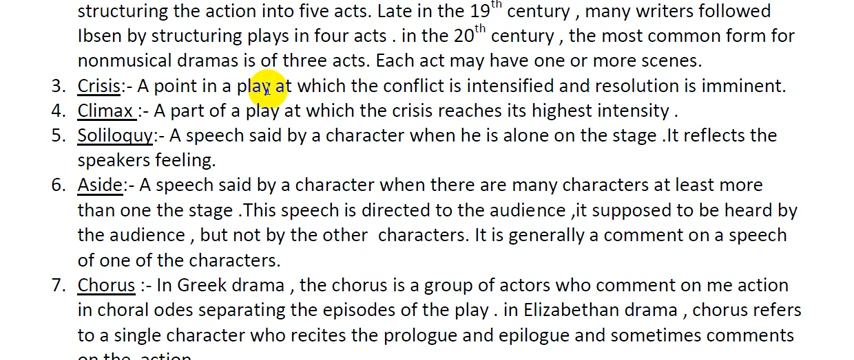 structuring the action into five acts. Late in the 19th century , many writers followed
Ibsen by structuring plays in four acts . in the 20th century , the most common form for
nonmusical dramas is of three acts. Each act may have one or more scenes.
3. Crisis:- A point in a play at which the conflict is intensified and resolution is imminent.
4. Climax :- A part of a play at which the crisis reaches its highest intensity .
5. Soliloquy:- A speech said by a character when he is alone on the stage .It reflects the
speakers feeling.
6. Aside:- A speech said by a character when there are many characters at least more
than one the stage .This speech is directed to the audience ,it supposed to be heard by
the audience , but not by the other characters. It is generally a comment on a speech
of one of the characters.
7. Chorus :- In Greek drama , the chorus is a group of actors who comment on me action
in choral odes separating the episodes of the play . in Elizabethan drama , chorus refers
to a single character who recites the prologue and epilogue and sometimes comments
on the action